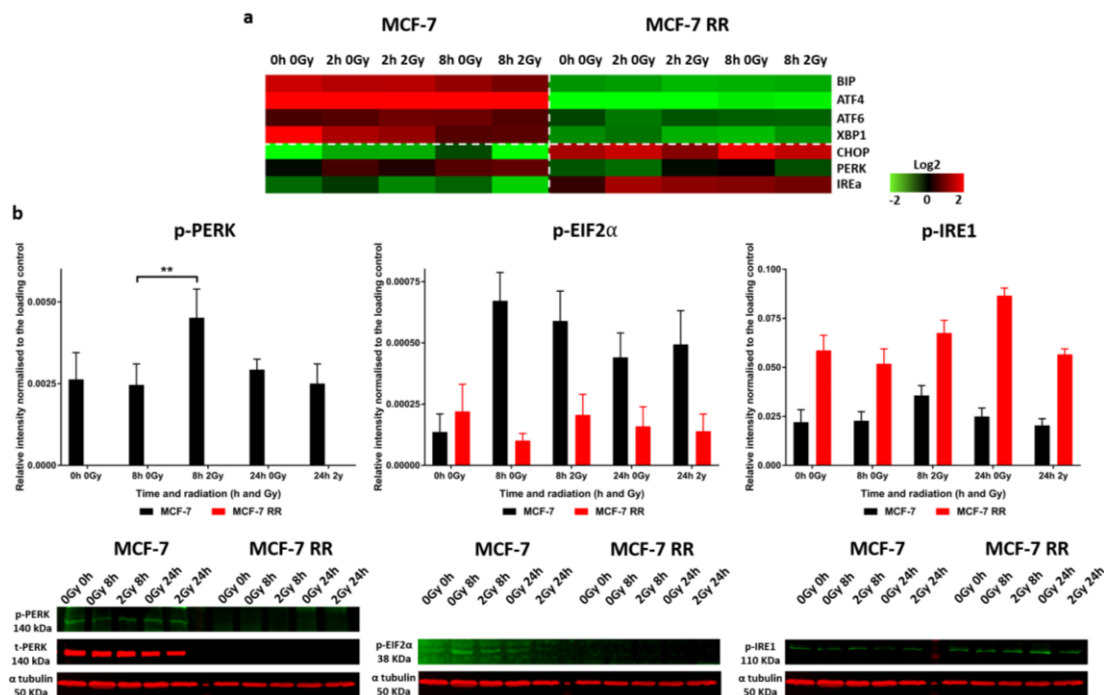 a
MCF-7 MCF-7 RR
0h 0Gy 2h 0Gy 2h 2Gy 8h 0Gy 8h 2Gy 0h 0Gy 2h 0Gy 2h 2Gy 8h 0Gy 8h 2Gy
BIP
ATF4
ATF6
XBP1
CHOP
PERK
IREa
Log2
-2 0 2
b
p-PERK
Relative intensity normalised to the loading control
0.0050
0.0025
0.0000
**
0h 0Gy 8h 0Gy 8h 2Gy 24h 0Gy 24h 2y
Time and radiation (h and Gy)
MCF-7 MCF-7 RR
p-EIF2α
Relative intensity normalised to the loading control
0.00075
0.00050
0.00025
0.00000
0h 0Gy 8h 0Gy 8h 2Gy 24h 0Gy 24h 2y
Time and radiation (h and Gy)
MCF-7 MCF-7 RR
p-IRE1
Relative intensity normalised to the loading control
0.100
0.075
0.050
0.025
0.000
0h 0Gy 8h 0Gy 8h 2Gy 24h 0Gy 24h 2y
Time and radiation (h and Gy)
MCF-7 MCF-7 RR
MCF-7 MCF-7 RR
0Gy 0h 0Gy 8h 2Gy 8h 0Gy 24h 2Gy 24h 0Gy 0h 0Gy 8h 2Gy 8h 0Gy 24h 2Gy 24h
p-PERK
140 kDa
t-PERK
140 kDa
α tubulin
50 KDa
MCF-7 MCF-7 RR
0Gy 0h 0Gy 8h 2Gy 8h 0Gy 24h 2Gy 24h 0Gy 0h 0Gy 8h 2Gy 8h 0Gy 24h 2Gy 24h
p-EIF2α
38 KDa
α tubulin
50 KDa
MCF-7 MCF-7 RR
0Gy 0h 0Gy 8h 2Gy 8h 0Gy 24h 2Gy 24h 0Gy 0h 0Gy 8h 2Gy 8h 0Gy 24h 2Gy 24h
p-IRE1
110 KDa
α tubulin
50 KDa